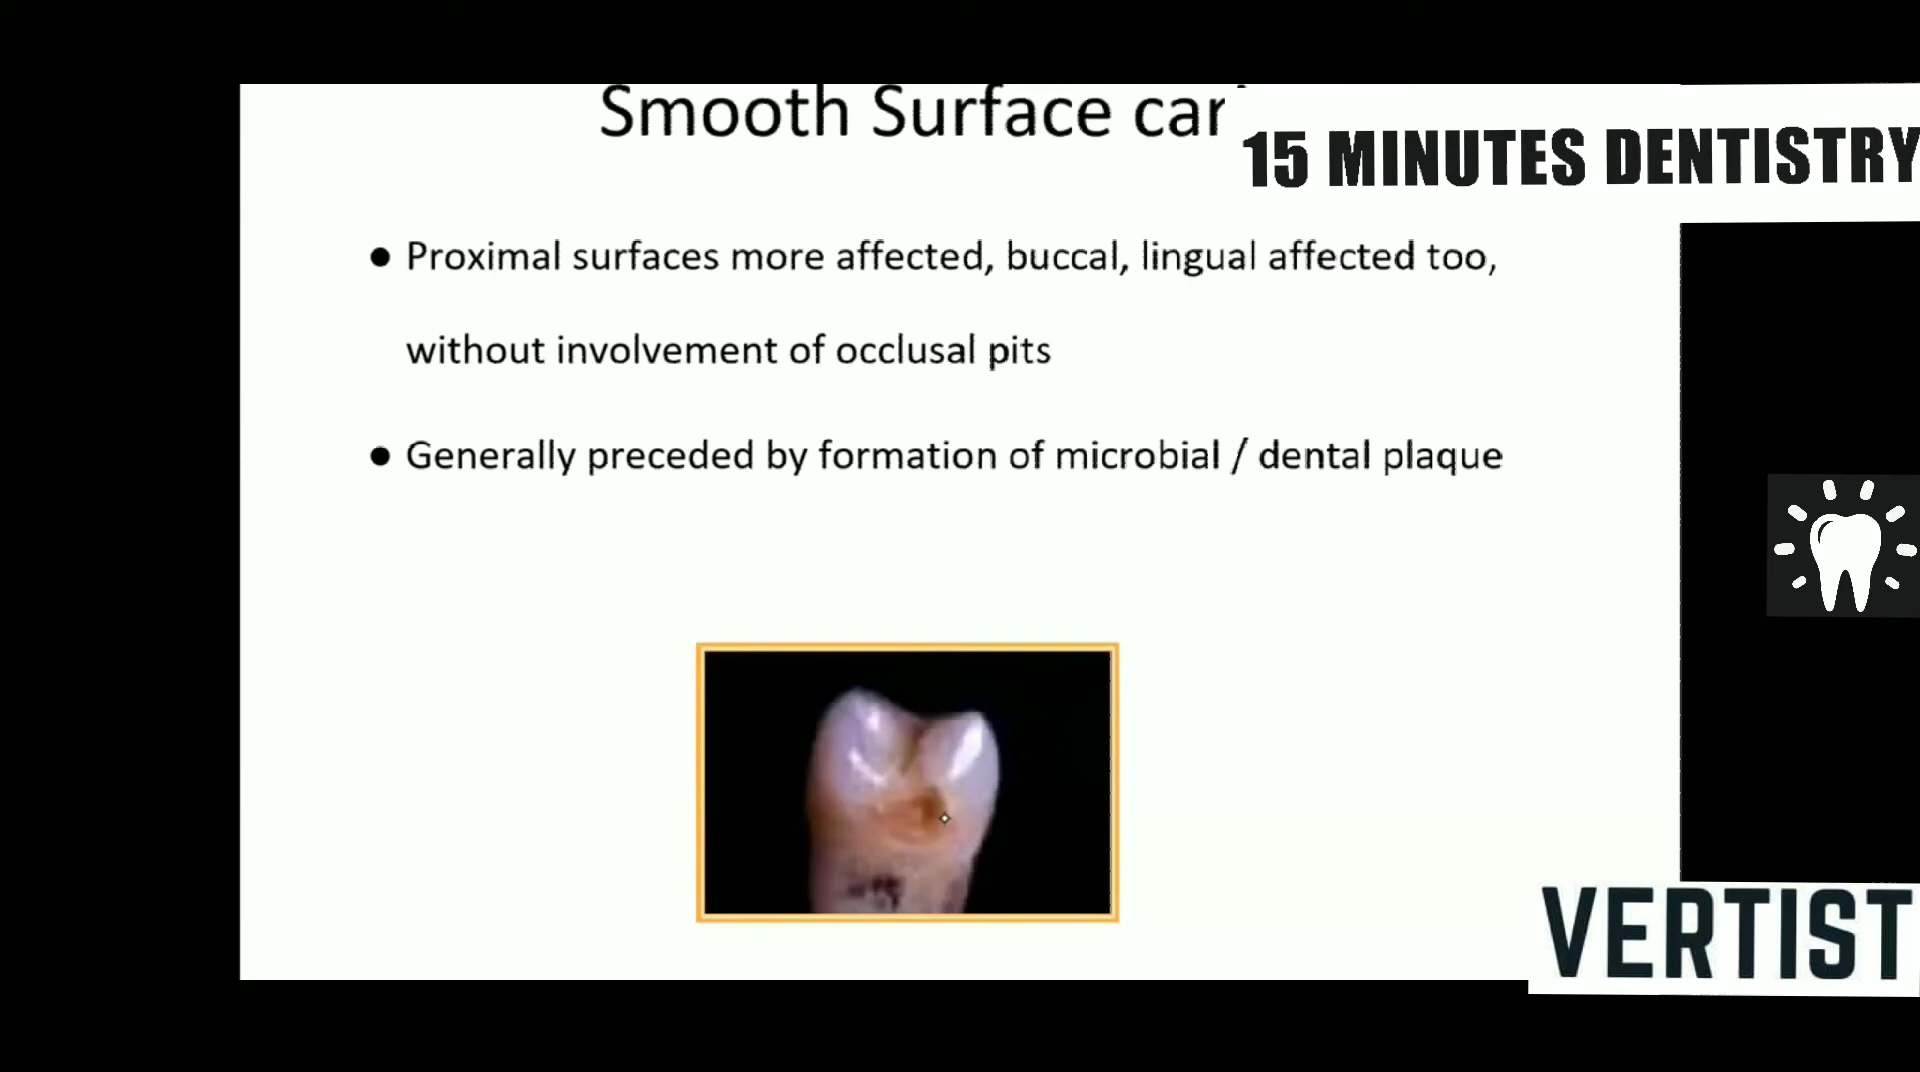 Smooth Surface car
15 MINUTES DENTISTRY
● Proximal surfaces more affected, buccal, lingual affected too,
without involvement of occlusal pits
● Generally preceded by formation of microbial / dental plaque
VERTIST